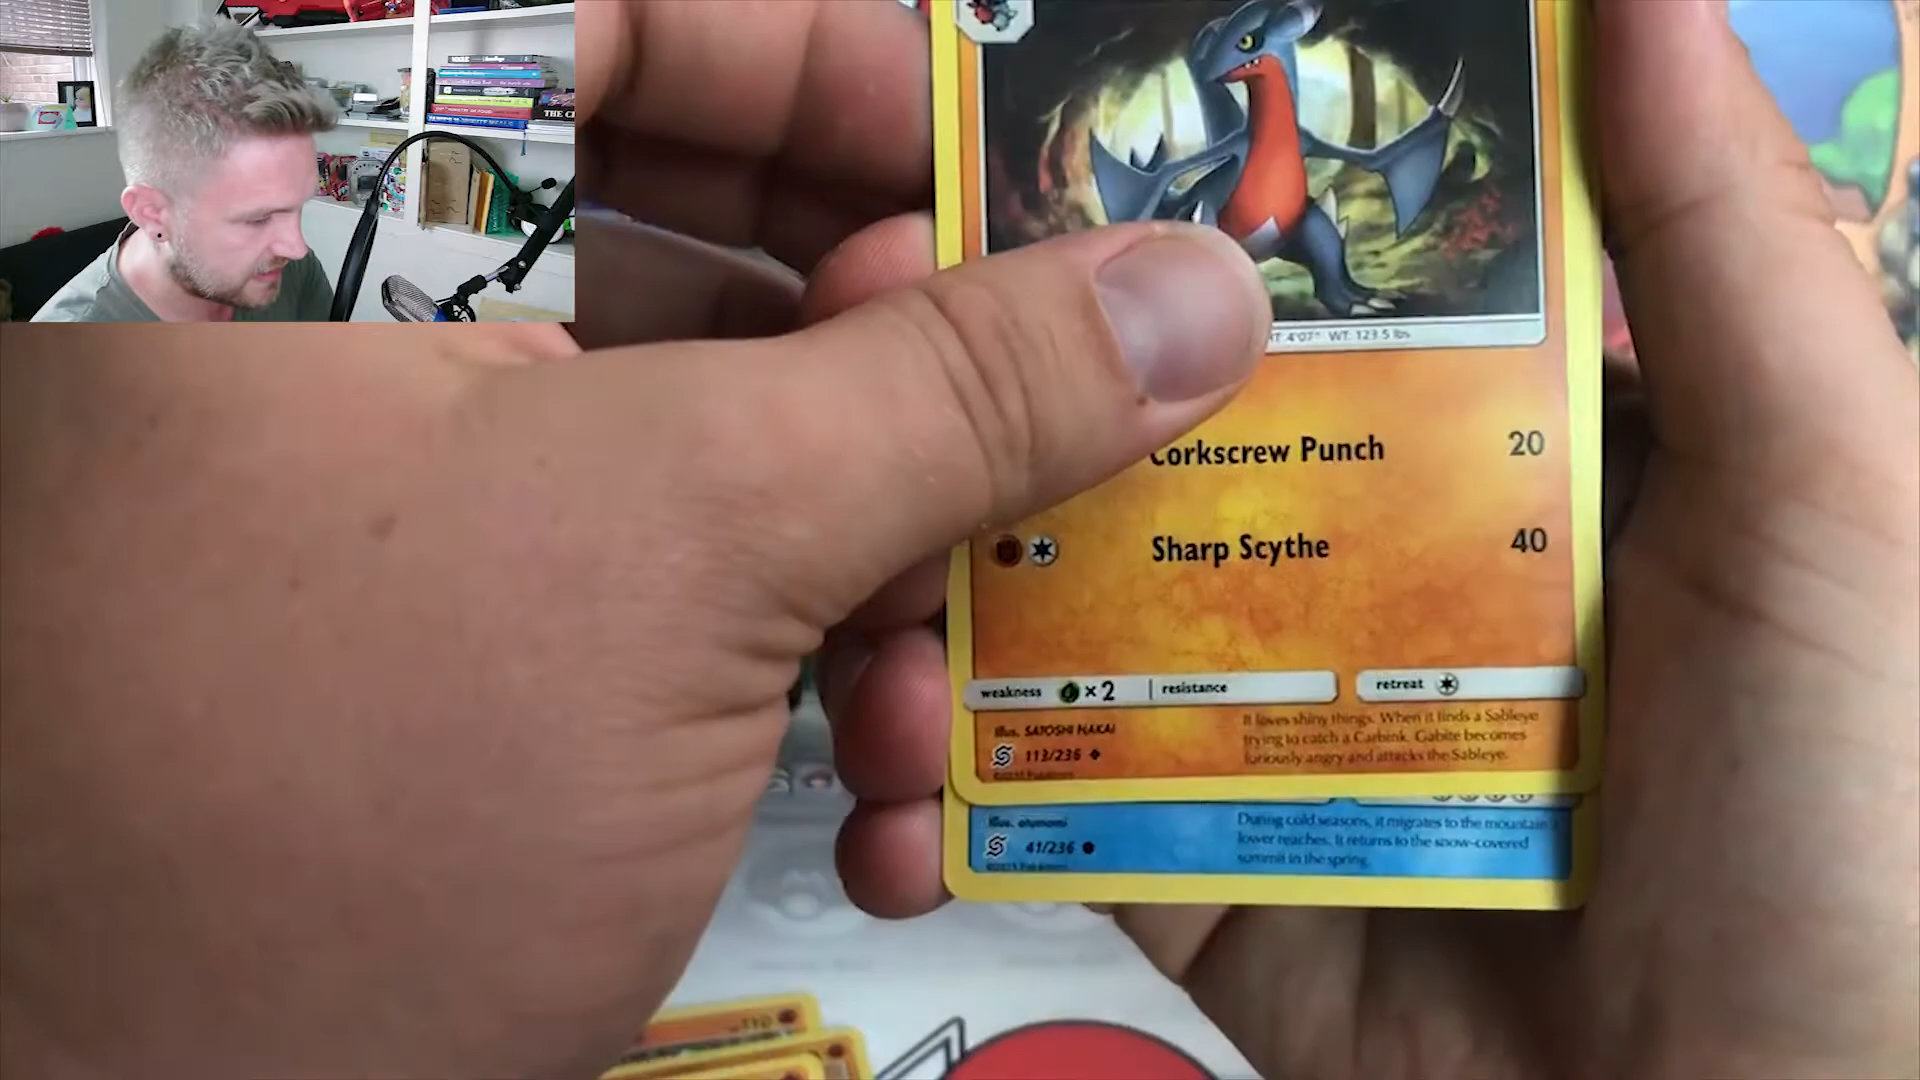 THE C
HT: 4'07" WT: 123.5 lbs
Corkscrew Punch 20
Sharp Scythe 40
weakness ×2 resistance retreat
Illus. SATOSHI NAKAI
113/236
It loves shiny things. When it finds a Sableye
trying to catch a Carbink, Gabite becomes
furiously angry and attacks the Sableye.
Illus. otumami
41/236
During cold seasons, it migrates to the mountain's
lower reaches. It returns to the snow-covered
summit in the spring.
110